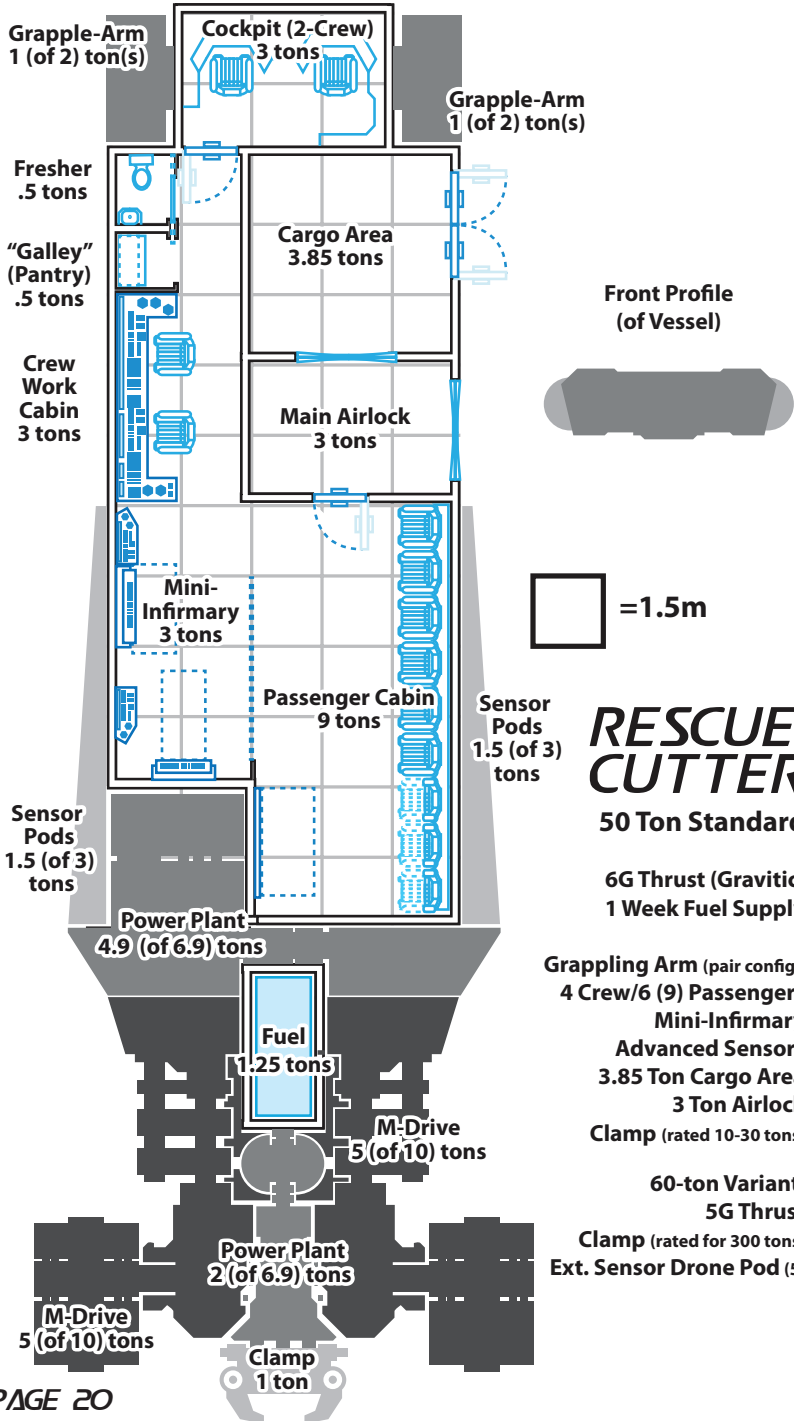 Grapple-Arm
1 (of 2) ton(s)
Cockpit (2-Crew)
3 tons
Grapple-Arm
1 (of 2) ton(s)
Fresher
.5 tons
“Galley”
(Pantry)
.5 tons
Cargo Area
3.85 tons
Front Profile
(of Vessel)
Crew
Work
Cabin
3 tons
Main Airlock
3 tons
Mini-
Infirmary
3 tons
=1.5m
Passenger Cabin
9 tons
Sensor
Pods
1.5 (of 3)
tons
RESCUE
CUTTER
50 Ton Standard
Sensor
Pods
1.5 (of 3)
tons
6G Thrust (Gravitic
1 Week Fuel Suppl
Power Plant
4.9 (of 6.9) tons
Grappling Arm (pair config
4 Crew/6 (9) Passenger
Mini-Infirmar
Advanced Sensor
3.85 Ton Cargo Area
3 Ton Airloc
Clamp (rated 10-30 tons
Fuel
1.25 tons
M-Drive
5 (of 10) tons
60-ton Variant
5G Thrus
Clamp (rated for 300 tons
Ext. Sensor Drone Pod (5
Power Plant
2 (of 6.9) tons
M-Drive
5 (of 10) tons
Clamp
1 ton
PAGE 20